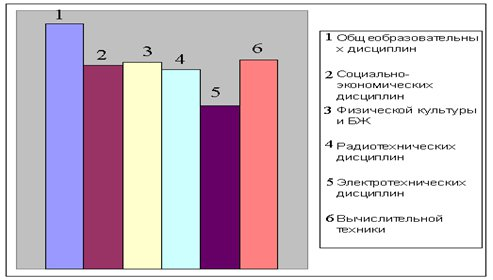 1
2
3
4
5
6
1 Общ еобразовательны
х дисциплин
2 Социально-
экономических
дисциплин
3 Физической культуры
и БЖ
4 Радиотехнических
дисциплин
5 Электротехнических
дисциплин
6 Вычислительной
техники